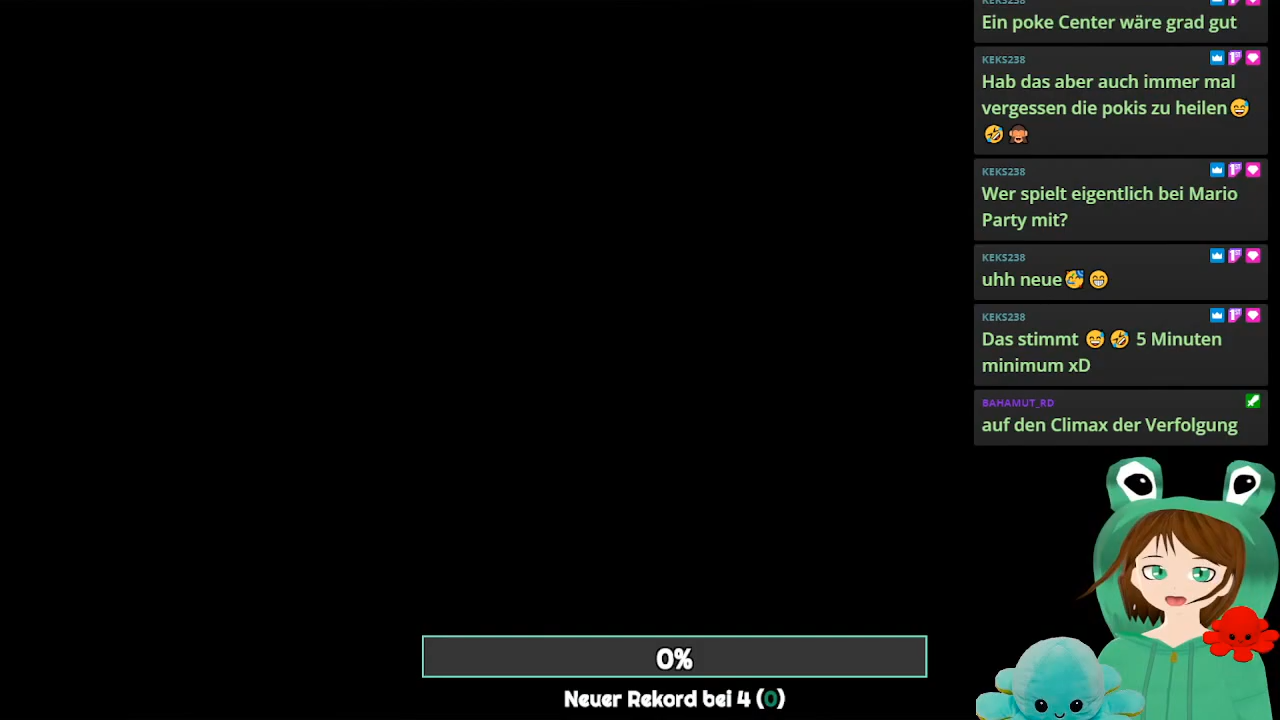 KEKS238
Ein poke Center wäre grad gut
KEKS238
Hab das aber auch immer mal
vergessen die pokis zu heilen😅
🤣🙈
KEKS238
Wer spielt eigentlich bei Mario
Party mit?
KEKS238
uhh neue🥳😁
KEKS238
Das stimmt 😅🤣 5 Minuten
minimum xD
BAHAMUT_RD
auf den Climax der Verfolgung
0%
Neuer Rekord bei 4 (0)